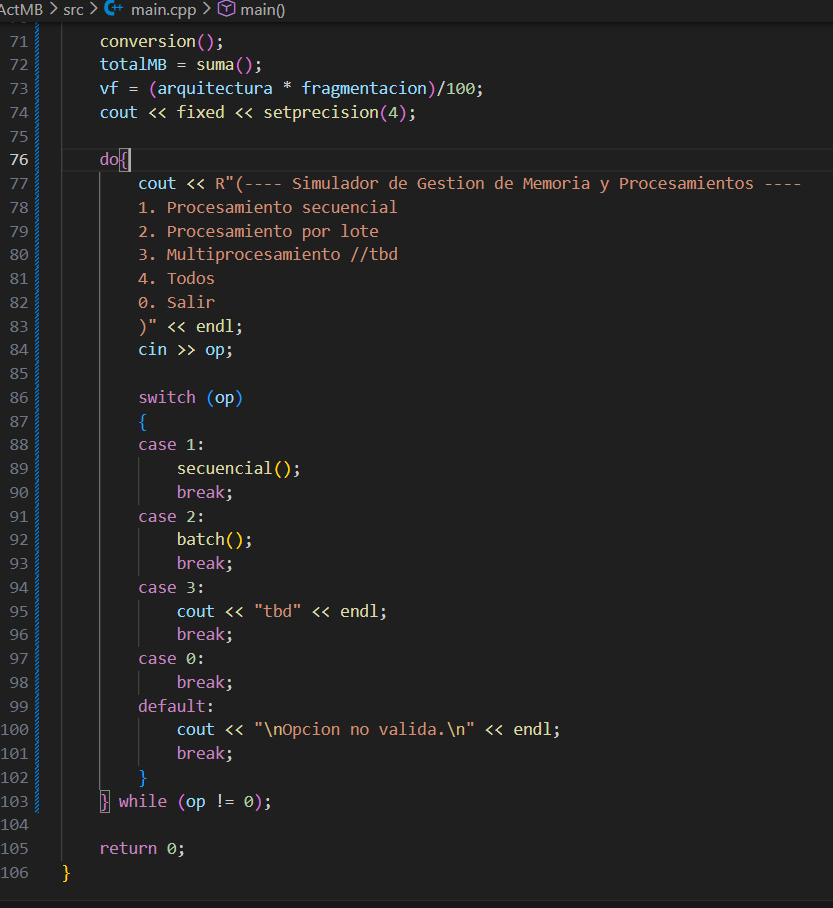 ActMB > src > C++ main.cpp > main()
71 conversion();
72 totalMB = suma();
73 vf = (arquitectura * fragmentacion)/100;
74 cout << fixed << setprecision(4);
75
76 do{
77 cout << R"(---- Simulador de Gestion de Memoria y Procesamientos ----
78 1. Procesamiento secuencial
79 2. Procesamiento por lote
80 3. Multiprocesamiento //tbd
81 4. Todos
82 0. Salir
83 )" << endl;
84 cin >> op;
85
86 switch (op)
87 {
88 case 1:
89 secuencial();
90 break;
91 case 2:
92 batch();
93 break;
94 case 3:
95 cout << "tbd" << endl;
96 break;
97 case 0:
98 break;
99 default:
100 cout << "\nOpcion no valida.\n" << endl;
101 break;
102 }
103 } while (op != 0);
104
105 return 0;
106 }